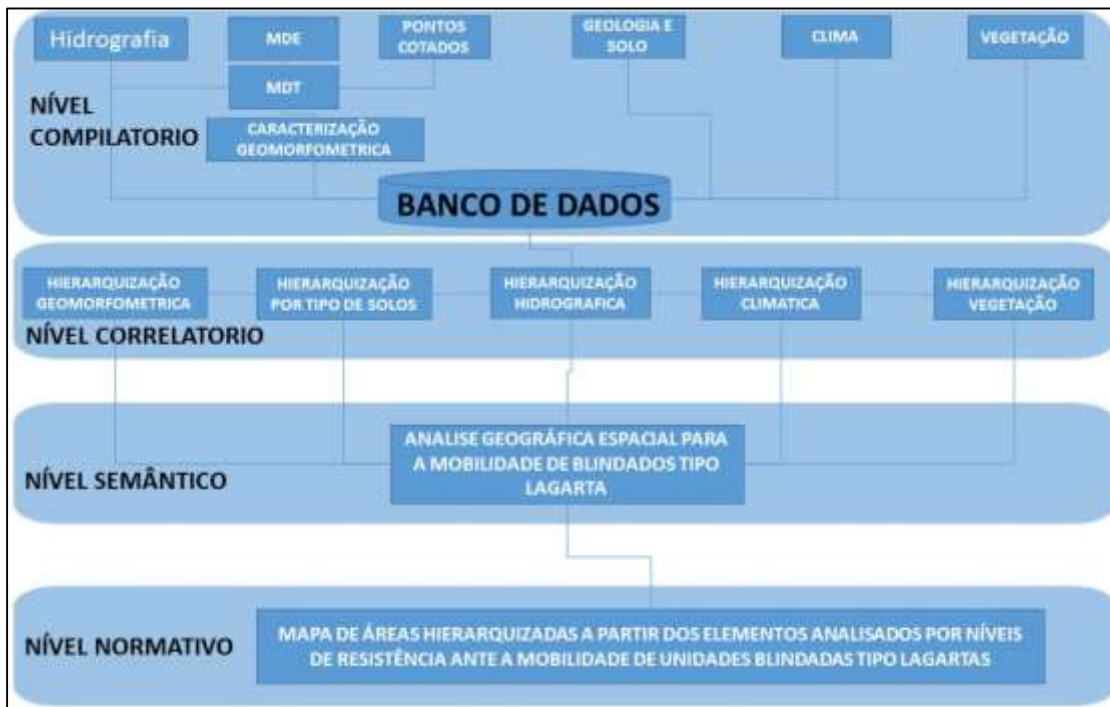 Hidrografia
MDE
PONTOS
COTADOS
GEOLOGIA E
SOLO
CLIMA
VEGETAÇÃO
MDT
NÍVEL
COMPILATORIO
CARACTERIZAÇÃO
GEOMORFOMETRICA
BANCO DE DADOS
HIERARQUIZAÇÃO
GEOMORFOMETRICA
HIERARQUIZAÇÃO
POR TIPO DE SOLOS
HIERARQUIZAÇÃO
HIDROGRAFICA
HIERARQUIZAÇÃO
CLIMATICA
HIERARQUIZAÇÃO
VEGETAÇÃO
NÍVEL CORRELATORIO
ANALISE GEOGRÁFICA ESPACIAL PARA
A MOBILIDADE DE BLINDADOS TIPO
LAGARTA
NÍVEL SEMÂNTICO
NÍVEL NORMATIVO
MAPA DE ÁREAS HIERARQUIZADAS A PARTIR DOS ELEMENTOS ANALISADOS POR NÍVEIS
DE RESISTÊNCIA ANTE A MOBILIDADE DE UNIDADES BLINDADAS TIPO LAGARTAS